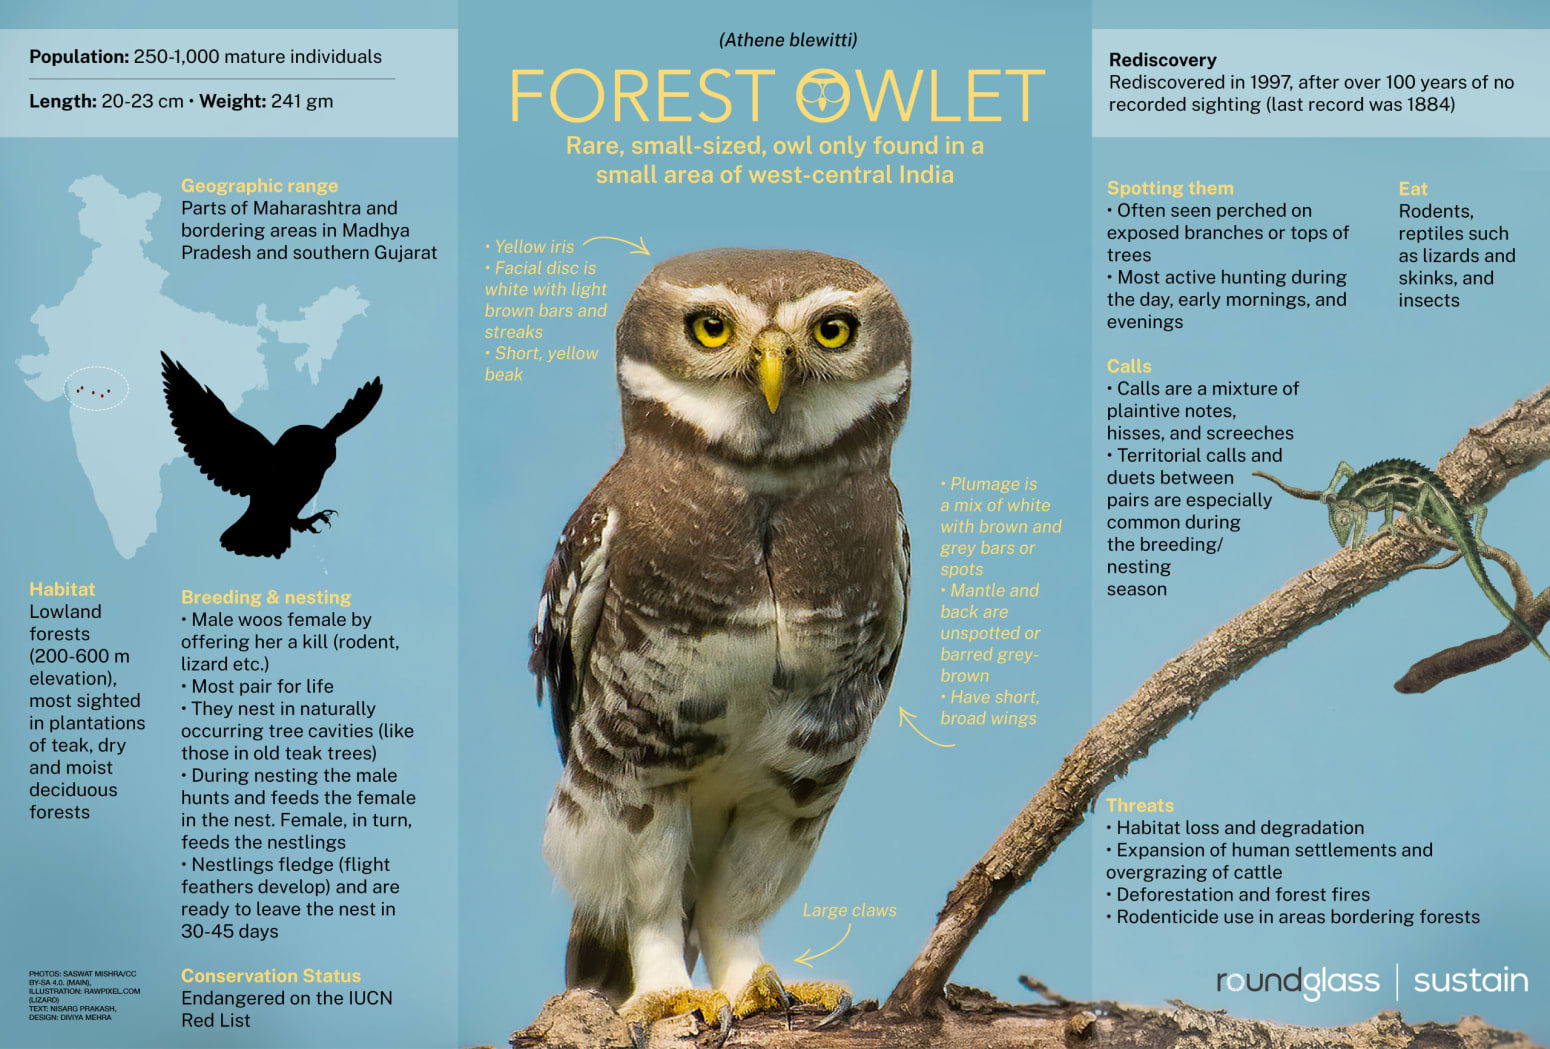 Population: 250-1,000 mature individuals
Length: 20-23 cm • Weight: 241 gm
(Athene blewitti)
FOREST OWLET
Rare, small-sized, owl only found in a
small area of west-central India
Rediscovery
Rediscovered in 1997, after over 100 years of no
recorded sighting (last record was 1884)
Geographic range
Parts of Maharashtra and
bordering areas in Madhya
Pradesh and southern Gujarat
Habitat
Lowland
forests
(200-600 m
elevation),
most sighted
in plantations
of teak, dry
and moist
deciduous
forests
Breeding & nesting
• Male woos female by
offering her a kill (rodent,
lizard etc.)
• Most pair for life
• They nest in naturally
occurring tree cavities (like
those in old teak trees)
• During nesting the male
hunts and feeds the female
in the nest. Female, in turn,
feeds the nestlings
• Nestlings fledge (flight
feathers develop) and are
ready to leave the nest in
30-45 days
Conservation Status
Endangered on the IUCN
Red List
PHOTOS: SASWAT MISHRA/CC
BY-SA 4.0. (MAIN),
ILLUSTRATION: RAWPIXEL.COM
(LIZARD)
TEXT: NISARG PRAKASH,
DESIGN: DIVIYA MEHRA
• Yellow iris
• Facial disc is
white with light
brown bars and
streaks
• Short, yellow
beak
• Plumage is
a mix of white
with brown and
grey bars or
spots
• Mantle and
back are
unspotted or
barred grey-
brown
• Have short,
broad wings
Large claws
Spotting them
• Often seen perched on
exposed branches or tops of
trees
• Most active hunting during
the day, early mornings, and
evenings
Eat
Rodents,
reptiles such
as lizards and
skinks, and
insects
Calls
• Calls are a mixture of
plaintive notes,
hisses, and screeches
• Territorial calls and
duets between
pairs are especially
common during
the breeding/
nesting
season
Threats
• Habitat loss and degradation
• Expansion of human settlements and
overgrazing of cattle
• Deforestation and forest fires
• Rodenticide use in areas bordering forests
roundglass | sustain